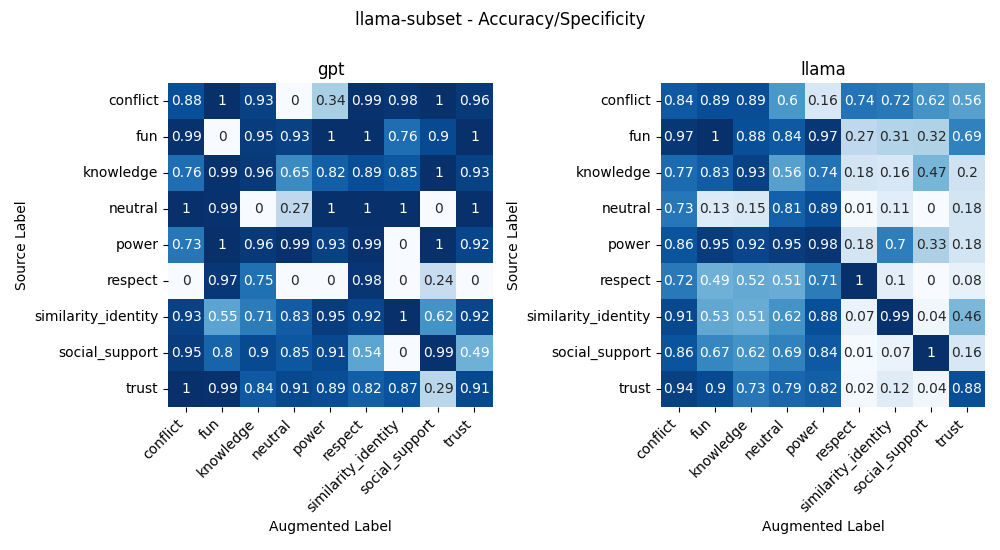 llama-subset - Accuracy/Specificity
gpt
Source Label
conflict 0.88 1 0.93 0 0.34 0.99 0.98 1 0.96
fun 0.99 0 0.95 0.93 1 1 0.76 0.9 1
knowledge 0.76 0.99 0.96 0.65 0.82 0.89 0.85 1 0.93
neutral 1 0.99 0 0.27 1 1 1 0 1
power 0.73 1 0.96 0.99 0.93 0.99 0 1 0.92
respect 0 0.97 0.75 0 0 0.98 0 0.24 0
similarity_identity 0.93 0.55 0.71 0.83 0.95 0.92 1 0.62 0.92
social_support 0.95 0.8 0.9 0.85 0.91 0.54 0 0.99 0.49
trust 1 0.99 0.84 0.91 0.89 0.82 0.87 0.29 0.91
conflict fun knowledge neutral power respect similarity_identity social_support trust
Augmented Label
llama
Source Label
conflict 0.84 0.89 0.89 0.6 0.16 0.74 0.72 0.62 0.56
fun 0.97 1 0.88 0.84 0.97 0.27 0.31 0.32 0.69
knowledge 0.77 0.83 0.93 0.56 0.74 0.18 0.16 0.47 0.2
neutral 0.73 0.13 0.15 0.81 0.89 0.01 0.11 0 0.18
power 0.86 0.95 0.92 0.95 0.98 0.18 0.7 0.33 0.18
respect 0.72 0.49 0.52 0.51 0.71 1 0.1 0 0.08
similarity_identity 0.91 0.53 0.51 0.62 0.88 0.07 0.99 0.04 0.46
social_support 0.86 0.67 0.62 0.69 0.84 0.01 0.07 1 0.16
trust 0.94 0.9 0.73 0.79 0.82 0.02 0.12 0.04 0.88
conflict fun knowledge neutral power respect similarity_identity social_support trust
Augmented Label